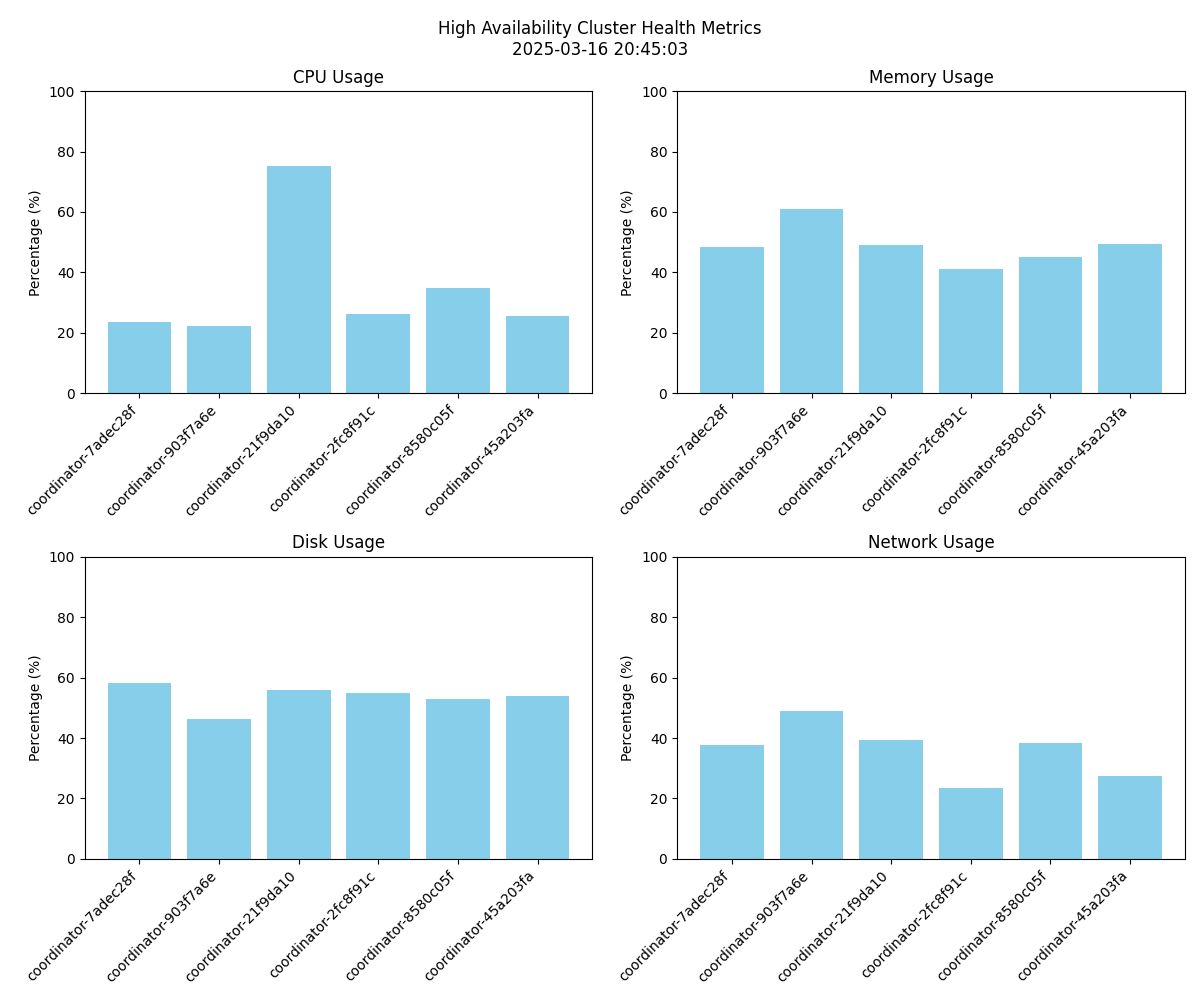 High Availability Cluster Health Metrics
2025-03-16 20:45:03
CPU Usage
Percentage (%)
100
80
60
40
20
0
coordinator-7adec28f
coordinator-903f7a6e
coordinator-21f9da10
coordinator-2fc8f91c
coordinator-8580c05f
coordinator-45a203fa
Memory Usage
Percentage (%)
100
80
60
40
20
0
coordinator-7adec28f
coordinator-903f7a6e
coordinator-21f9da10
coordinator-2fc8f91c
coordinator-8580c05f
coordinator-45a203fa
Disk Usage
Percentage (%)
100
80
60
40
20
0
coordinator-7adec28f
coordinator-903f7a6e
coordinator-21f9da10
coordinator-2fc8f91c
coordinator-8580c05f
coordinator-45a203fa
Network Usage
Percentage (%)
100
80
60
40
20
0
coordinator-7adec28f
coordinator-903f7a6e
coordinator-21f9da10
coordinator-2fc8f91c
coordinator-8580c05f
coordinator-45a203fa